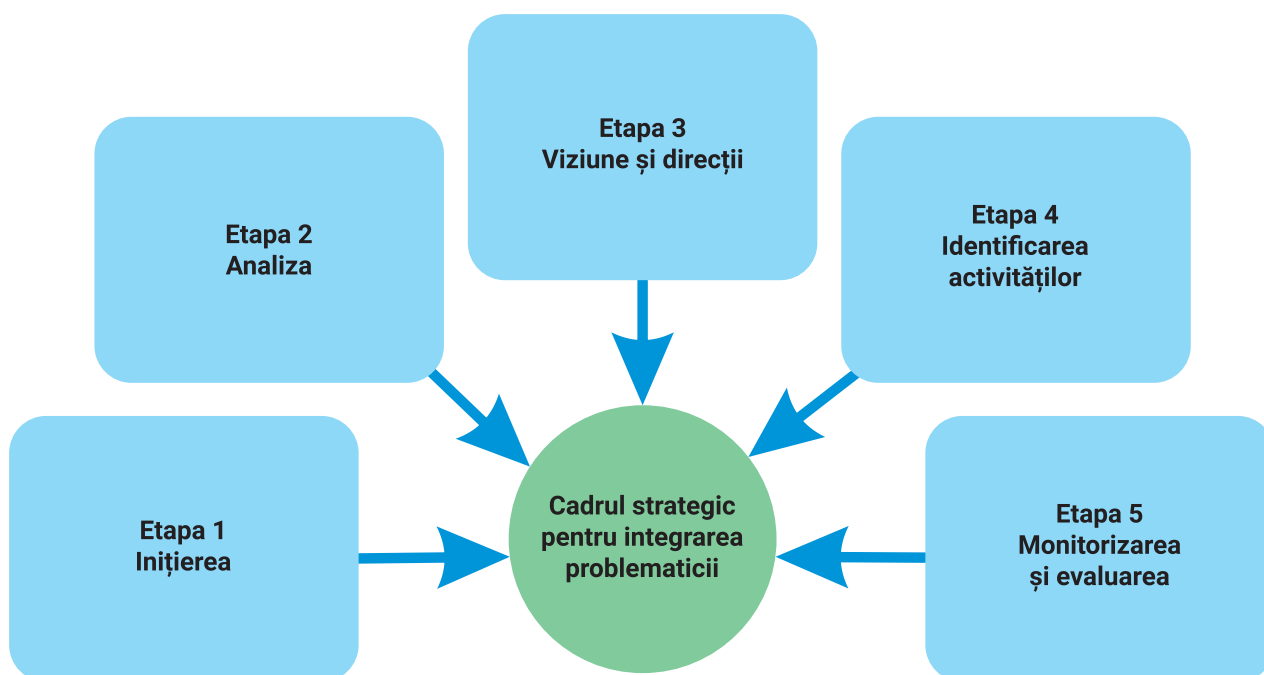 Etapa 1
Inițierea
Etapa 2
Analiza
Etapa 3
Viziune și direcții
Etapa 4
Identificarea
activităților
Etapa 5
Monitorizarea
și evaluarea
Cadrul strategic
pentru integrarea
problematicii